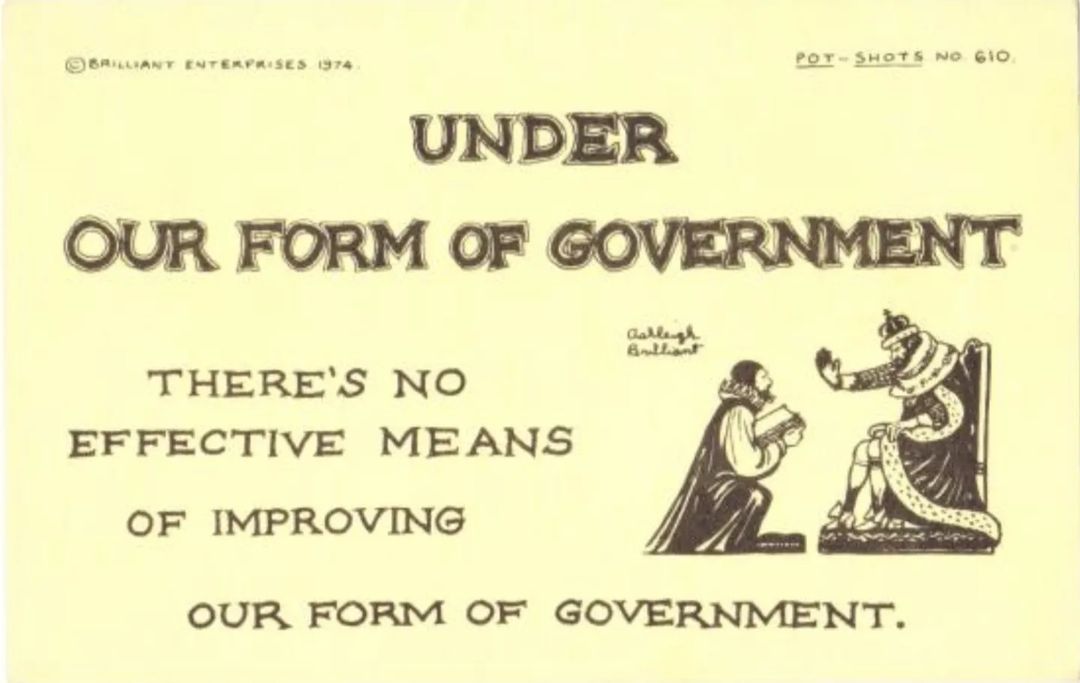 ©BRILLIANT ENTERPRISES 1974.
POT-SHOTS NO. 610.
UNDER
OUR FORM OF GOVERNMENT
Ashleigh
Brilliant
THERE'S NO
EFFECTIVE MEANS
OF IMPROVING
OUR FORM OF GOVERNMENT.